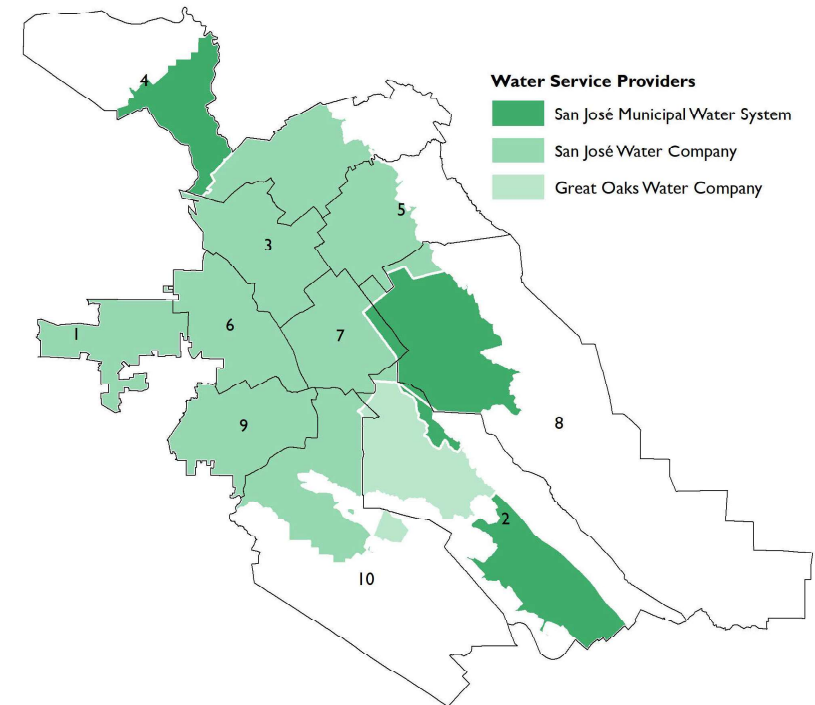 Water Service Providers
San José Municipal Water System
San José Water Company
Great Oaks Water Company
4
5
3
6
7
1
8
9
2
10